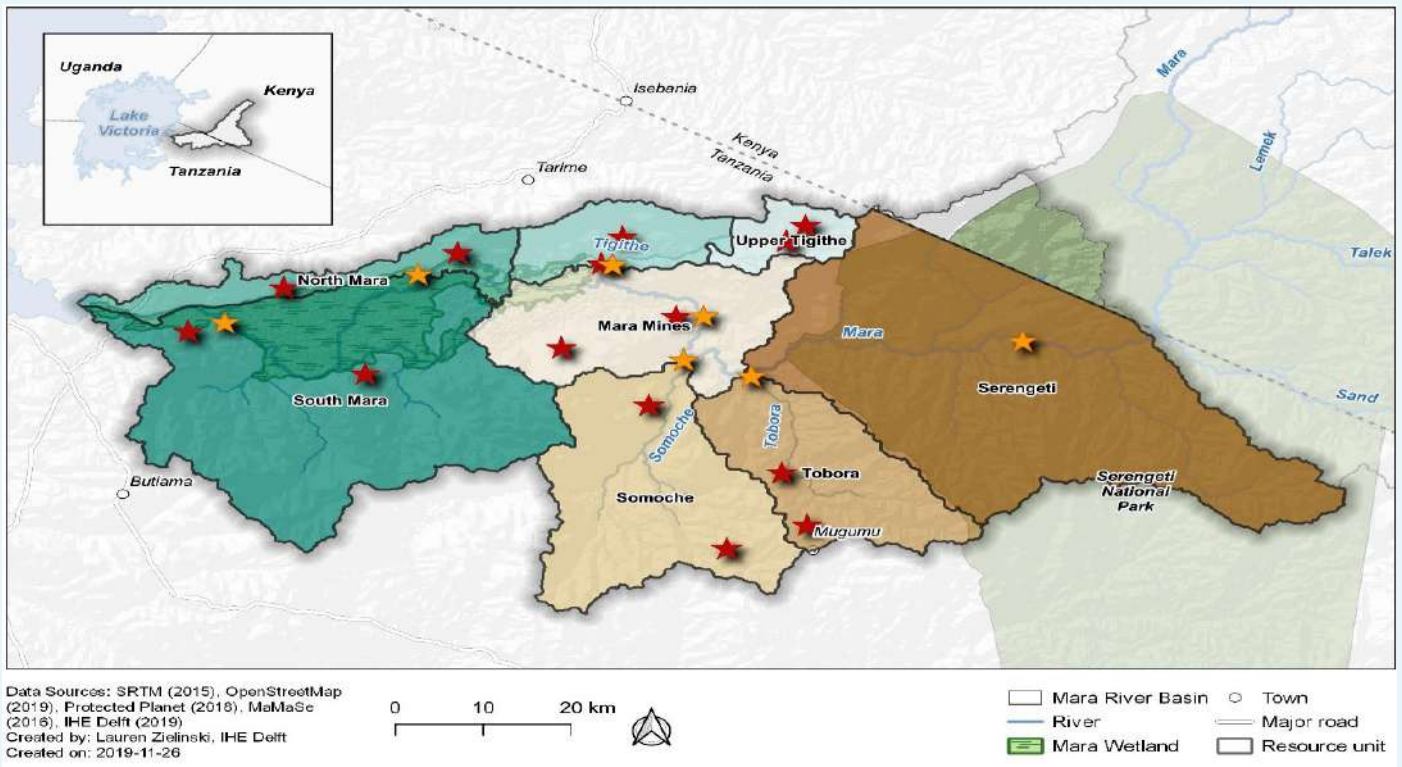 Uganda
Kenya
Lake
Victoria
Tanzania
Isebania
Mara
Lemek
Kenya
Tanzania
Tarime
Tigithe
Upper Tigithe
Talek
North Mara
Mara Mines
Mara
Serengeti
Sand
South Mara
Somoche
Tobora
Butiama
Tobora
Somoche
Serengeti
National
Park
Mugumu
Data Sources: SRTM (2015), OpenStreetMap
(2019), Protected Planet (2018), MaMaSe
(2016), IHE Delft (2019)
Created by: Lauren Zielinski, IHE Delft
Created on: 2019-11-26
0 10 20 km
Mara River Basin
Town
River
Major road
Mara Wetland
Resource unit